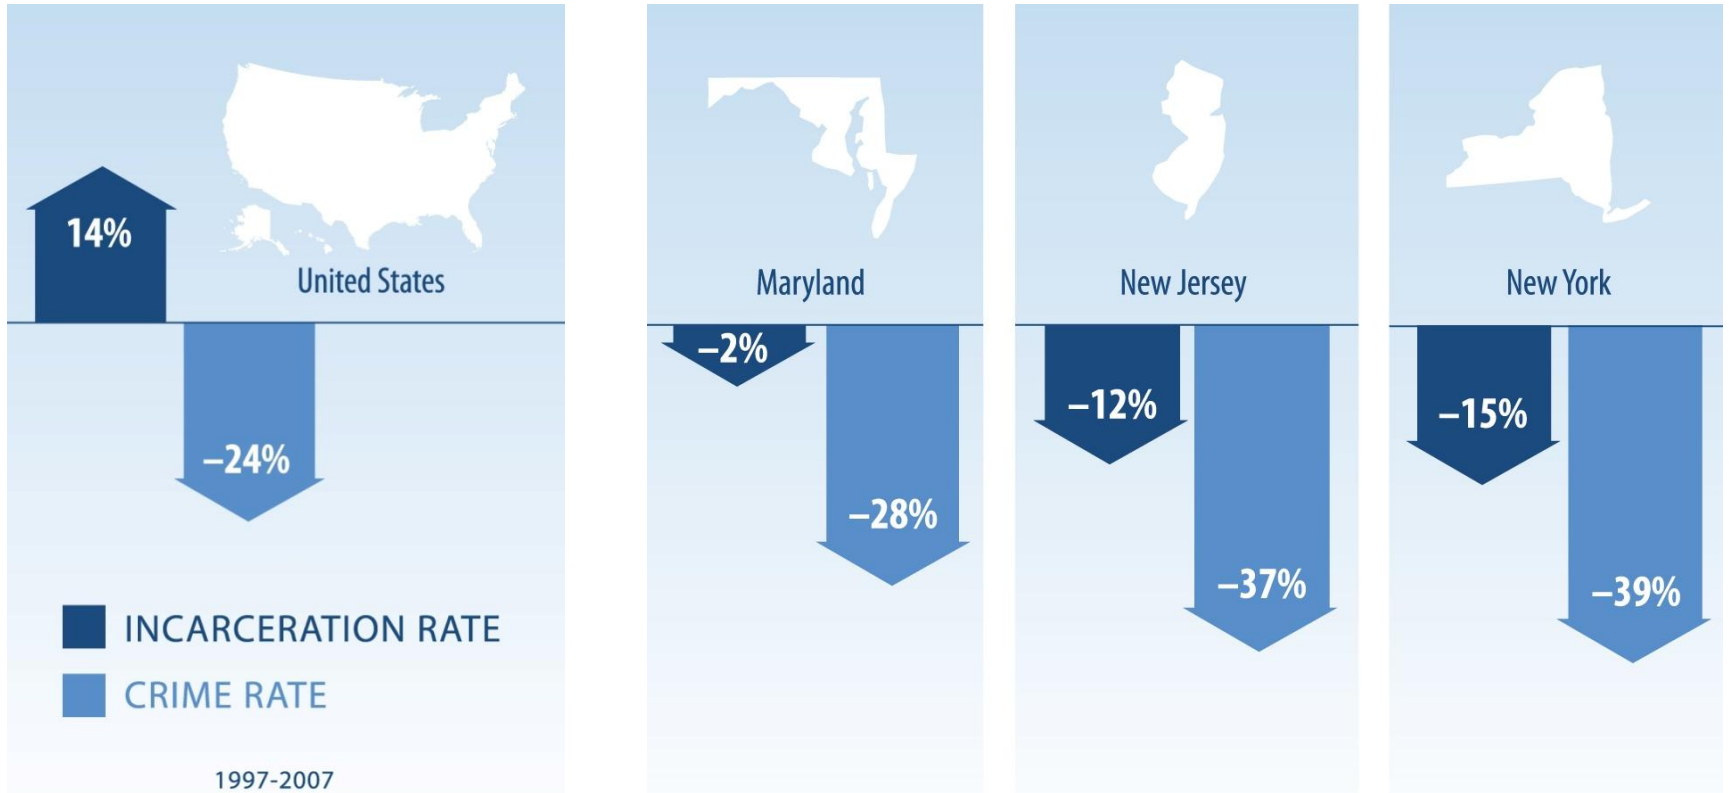 14%
United States
–24%
INCARCERATION RATE
CRIME RATE
1997-2007
Maryland
–2%
–28%
New Jersey
–12%
–37%
New York
–15%
–39%